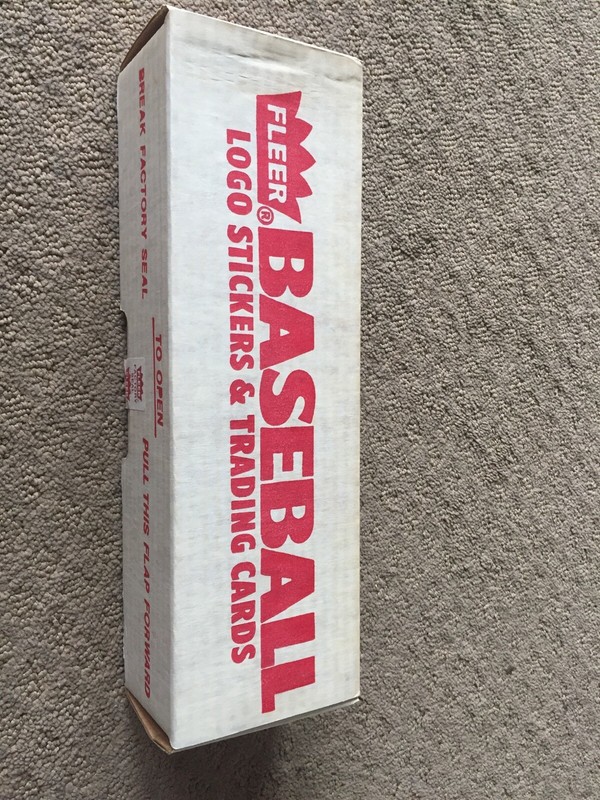 FLEER®
BASEBALL
LOGO STICKERS & TRADING CARDS
BREAK FACTORY SEAL
TO OPEN
PULL THIS FLAP FORWARD